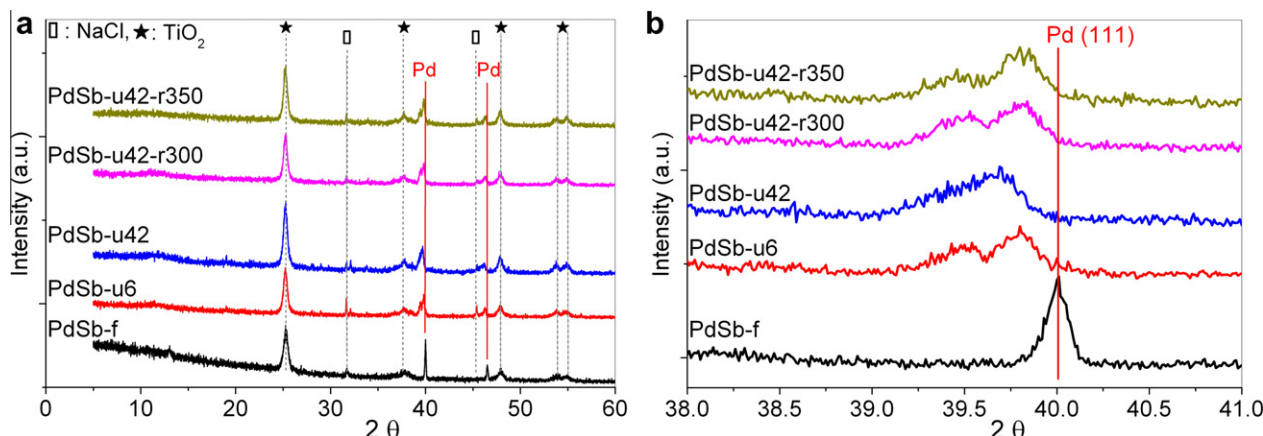 a
▯: NaCl, ★: TiO2
Pd
Pd
PdSb-u42-r350
PdSb-u42-r300
PdSb-u42
PdSb-u6
PdSb-f
Intensity (a.u.)
0 10 20 30 40 50 60
2 θ
b
Pd (111)
PdSb-u42-r350
PdSb-u42-r300
PdSb-u42
PdSb-u6
PdSb-f
Intensity (a.u.)
38.0 38.5 39.0 39.5 40.0 40.5 41.0
2 θ